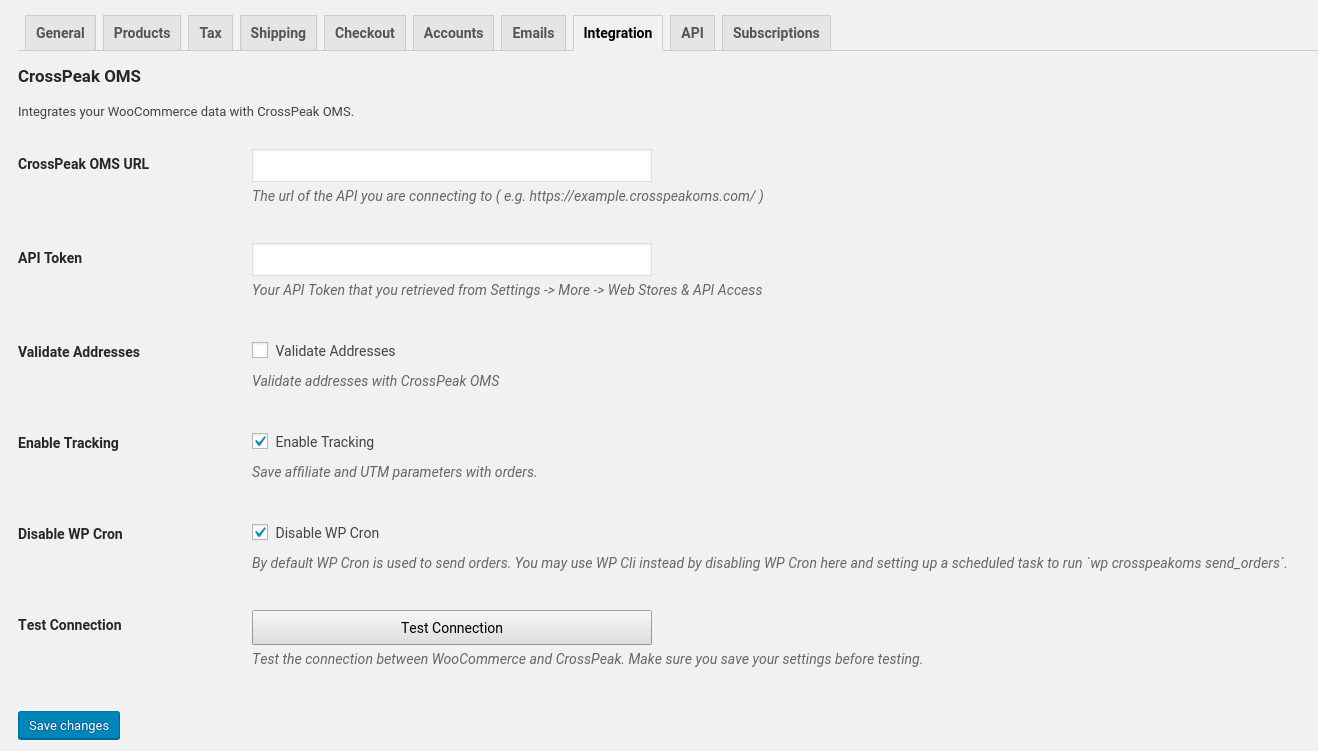 General Products Tax Shipping Checkout Accounts Emails Integration API Subscriptions
CrossPeak OMS
Integrates your WooCommerce data with CrossPeak OMS.
CrossPeak OMS URL
The url of the API you are connecting to ( e.g. https://example.crosspeakoms.com/ )
API Token
Your API Token that you retrieved from Settings -> More -> Web Stores & API Access
Validate Addresses Validate Addresses
Validate addresses with CrossPeak OMS
Enable Tracking Enable Tracking
Save affiliate and UTM parameters with orders.
Disable WP Cron Disable WP Cron
By default WP Cron is used to send orders. You may use WP Cli instead by disabling WP Cron here and setting up a scheduled task to run `wp crosspeakoms send_orders`.
Test Connection Test Connection
Test the connection between WooCommerce and CrossPeak. Make sure you save your settings before testing.
Save changes